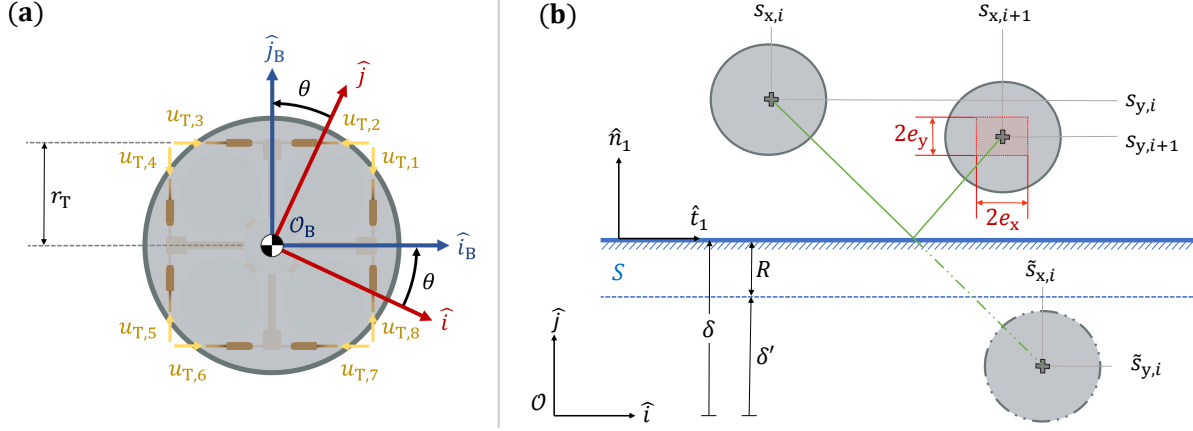 (a)
ĵ_B
θ
ĵ
u_T,3
u_T,2
u_T,4
u_T,1
r_T
𝒪_B
î_B
θ
u_T,5
u_T,8
î
u_T,6
u_T,7
(b)
s_x,i
s_x,i+1
s_y,i
2e_y
s_y,i+1
n̂_1
t̂_1
2e_x
S
R
s̃_x,i
ĵ
δ
δ′
s̃_y,i
𝒪
î